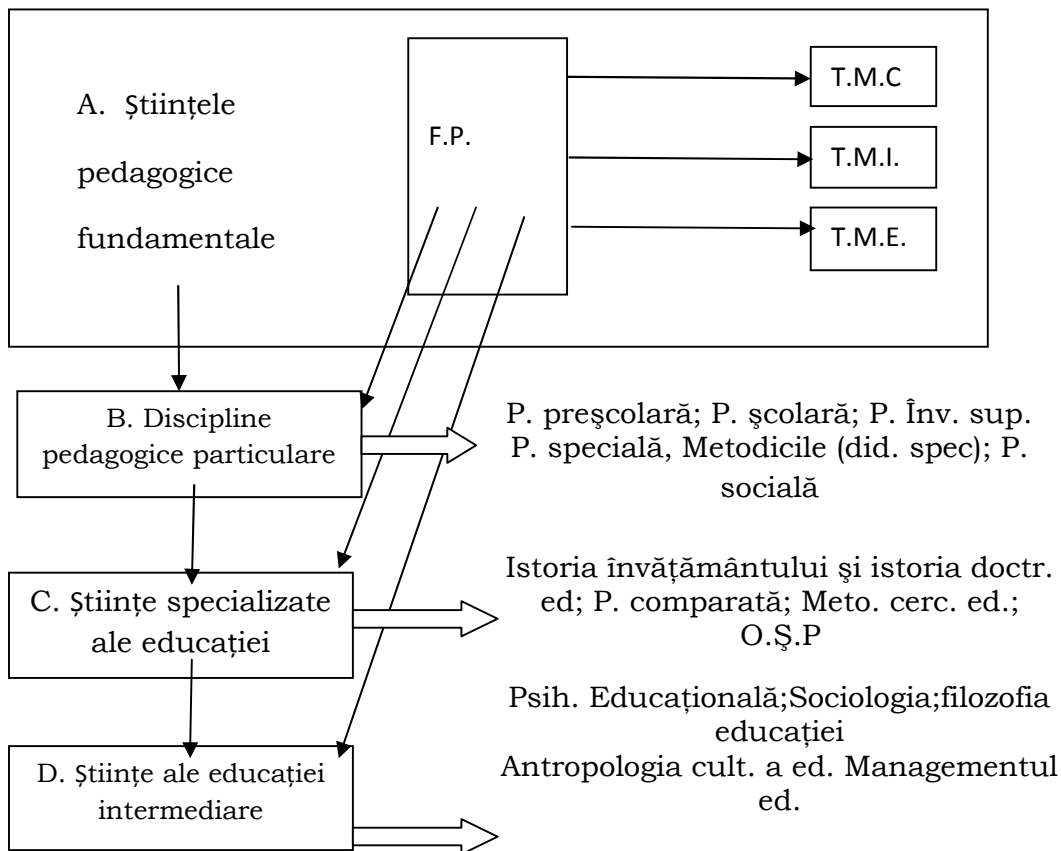 A. Științele
pedagogice
fundamentale
F.P.
T.M.C
T.M.I.
T.M.E.
B. Discipline
pedagogice particulare
P. preşcolară; P. şcolară; P. Înv. sup.
P. specială, Metodicile (did. spec); P.
socială
C. Științe specializate
ale educației
Istoria învățământului şi istoria doctr.
ed; P. comparată; Meto. cerc. ed.;
O.Ş.P
D. Științe ale educației
intermediare
Psih. Educațională;Sociologia;filozofia
educației
Antropologia cult. a ed. Managementul
ed.